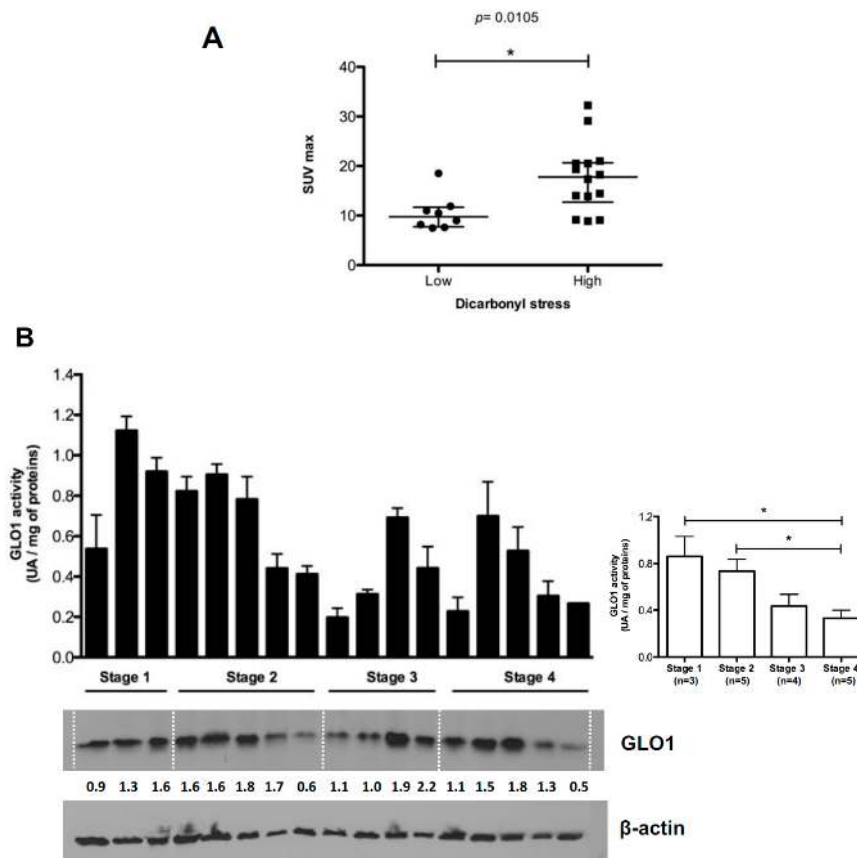 A
p= 0.0105
*
40
30
20
10
0
SUV max
Low High
Dicarbonyl stress
B
1.4
1.2
1.0
0.8
0.6
0.4
0.2
0.0
GLO1 activity
(UA / mg of proteins)
Stage 1 Stage 2 Stage 3 Stage 4
1.2
0.8
0.4
0.0
GLO1 activity
(UA / mg of proteins)
*
*
Stage 1 Stage 2 Stage 3 Stage 4
(n=3) (n=5) (n=4) (n=5)
GLO1
0.9 1.3 1.6 1.6 1.6 1.8 1.7 0.6 1.1 1.0 1.9 2.2 1.1 1.5 1.8 1.3 0.5
β-actin